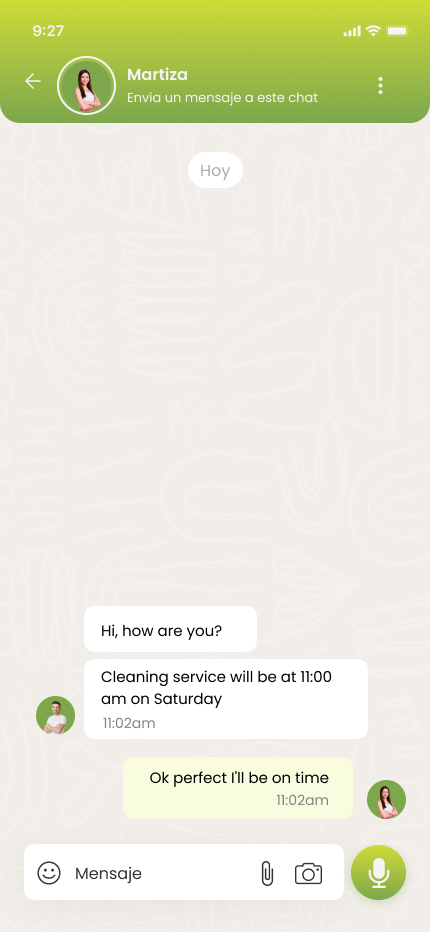 9:27
Martiza
Envía un mensaje a este chat
Hoy
Hi, how are you?
Cleaning service will be at 11:00
am on Saturday
11:02am
Ok perfect I'll be on time
11:02am
Mensaje